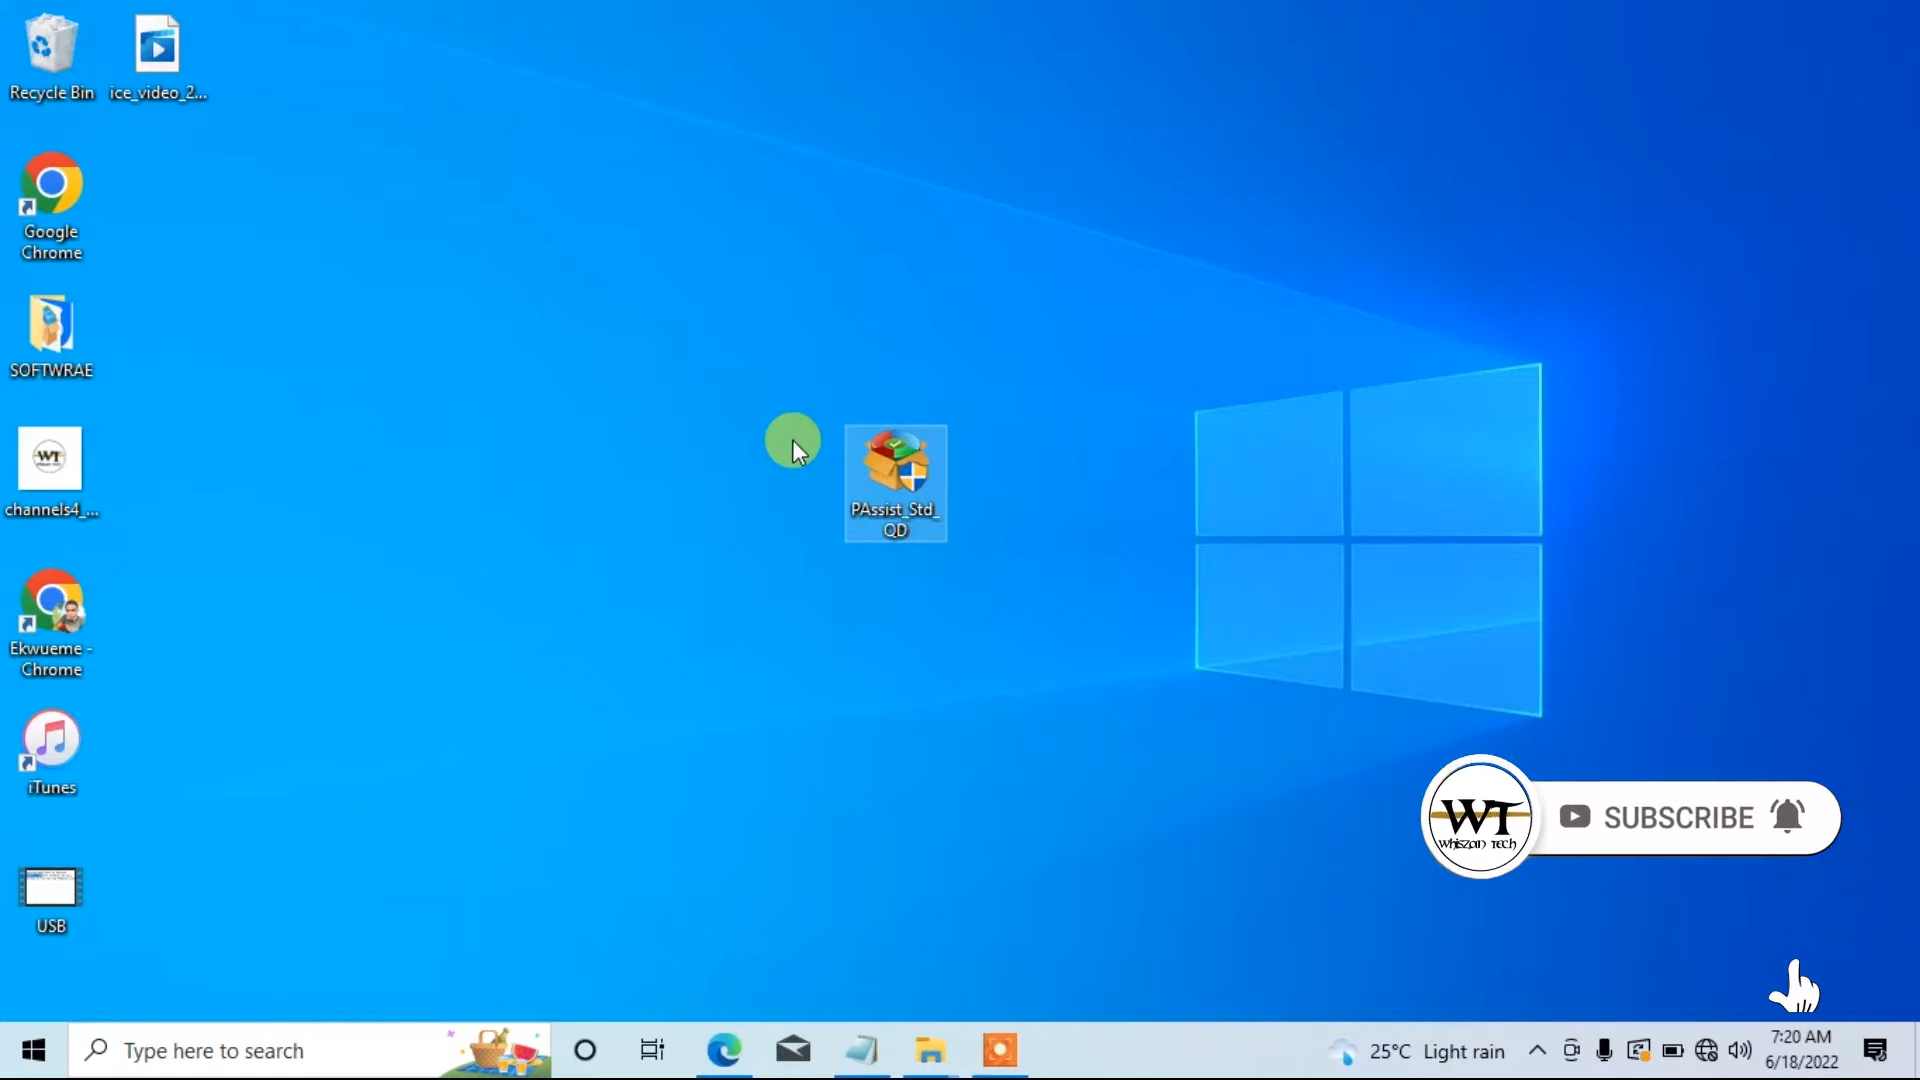 Recycle Bin
ice_video_2...
Google
Chrome
SOFTWRAE
WT
channels4_...
Ekwueme -
Chrome
iTunes
USB
PAssist_Std_
QD
WT
WHISZAN TECH
SUBSCRIBE
Type here to search
25°C Light rain
7:20 AM
6/18/2022